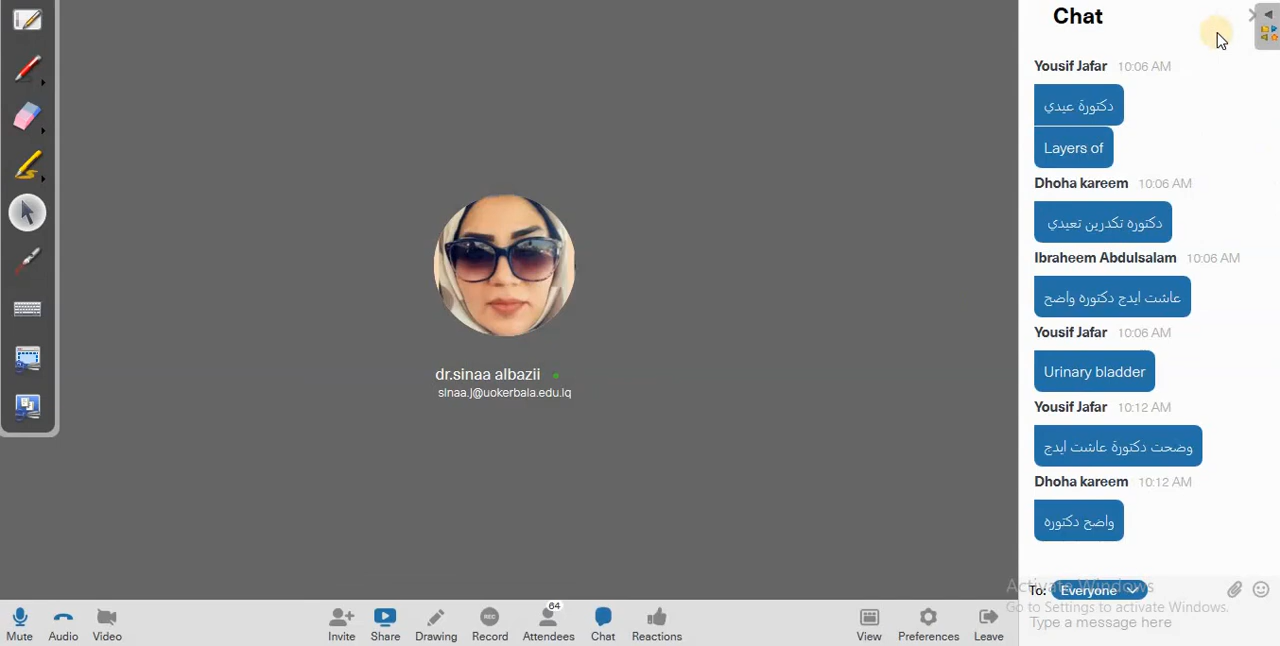 Chat
Yousif Jafar 10:06 AM
دكتورة عيدي
Layers of
Dhoha kareem 10:06 AM
دكتوره تكدرين تعيدي
Ibraheem Abdulsalam 10:06 AM
عاشت ايدج دكتوره واضح
Yousif Jafar 10:06 AM
Urinary bladder
Yousif Jafar 10:12 AM
وضحت دكتورة عاشت ايدج
Dhoha kareem 10:12 AM
واضح دكتوره
dr.sinaa albazii
sinaa.j@uokerbala.edu.iq
Activate Windows
Go to Settings to activate Windows.
To: Everyone
Type a message here
64
REC
Mute Audio Video Invite Share Drawing Record Attendees Chat Reactions View Preferences Leave